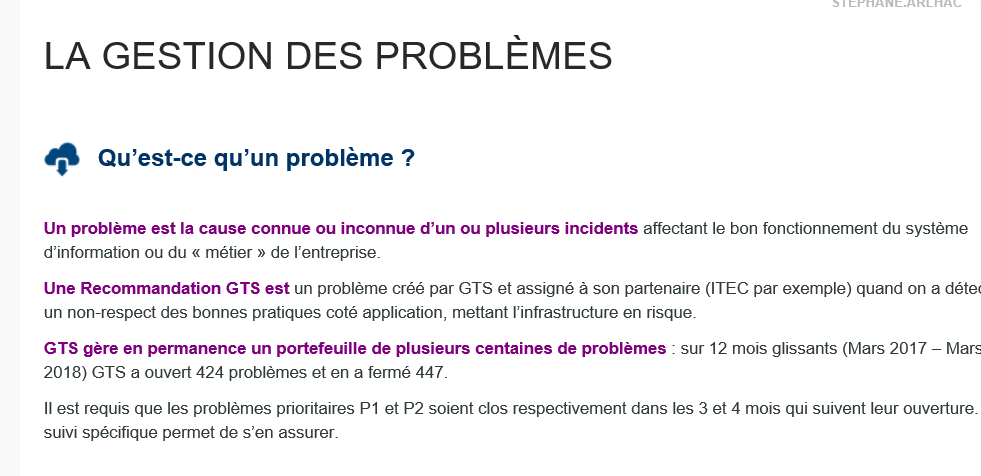 STEPHANE.ARLHAC
LA GESTION DES PROBLÈMES
Qu’est-ce qu’un problème ?
Un problème est la cause connue ou inconnue d’un ou plusieurs incidents affectant le bon fonctionnement du système
d’information ou du « métier » de l’entreprise.
Une Recommandation GTS est un problème créé par GTS et assigné à son partenaire (ITEC par exemple) quand on a
un non-respect des bonnes pratiques coté application, mettant l’infrastructure en risque.
GTS gère en permanence un portefeuille de plusieurs centaines de problèmes : sur 12 mois glissants (Mars 2017 – Mars
2018) GTS a ouvert 424 problèmes et en a fermé 447.
Il est requis que les problèmes prioritaires P1 et P2 soient clos respectivement dans les 3 et 4 mois qui suivent leur ouverture.
suivi spécifique permet de s’en assurer.